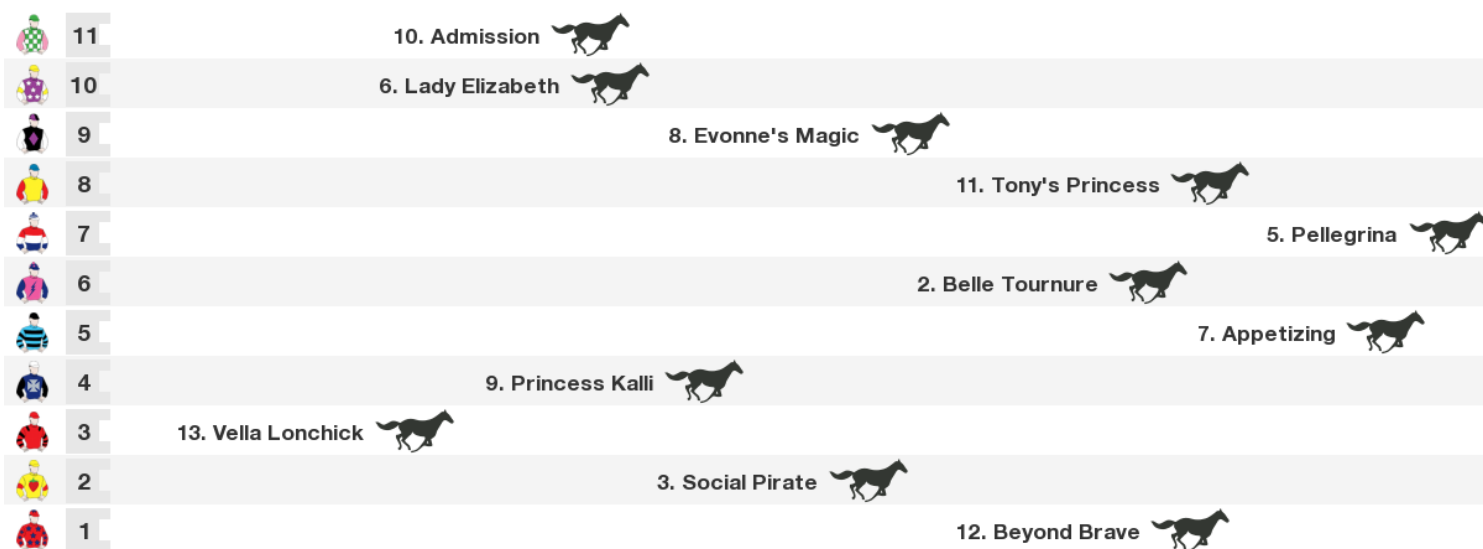 11 10. Admission
10 6. Lady Elizabeth
9 8. Evonne's Magic
8 11. Tony's Princess
7 5. Pellegrina
6 2. Belle Tournure
5 7. Appetizing
4 9. Princess Kalli
3 13. Vella Lonchick
2 3. Social Pirate
1 12. Beyond Brave